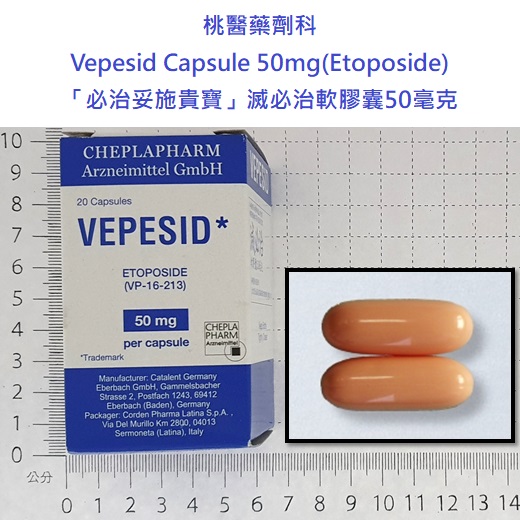 桃醫藥劑科
Vepesid Capsule 50mg(Etoposide)
「必治妥施貴寶」滅必治軟膠囊50毫克
CHEPLAPHARM
Arzneimittel GmbH
20 Capsules
VEPESID*
ETOPOSIDE
(VP-16-213)
50 mg
per capsule
*Trademark
CHEPLA
PHARM
Arzneimittel
Manufacturer: Catalent Germany
Eberbach GmbH, Gammelsbacher
Strasse 2, Postfach 1243, 69412
Eberbach (Baden), Germany
Packager: Corden Pharma Latina S.p.A. ,
Via Del Murillo Km 2800, 04013
Sermoneta (Latina), Italy
VEPESID
10
9
8
7
6
5
4
3
2
1
0
公分
0 1 2 3 4 5 6 7 8 9 10 11 12 13 14